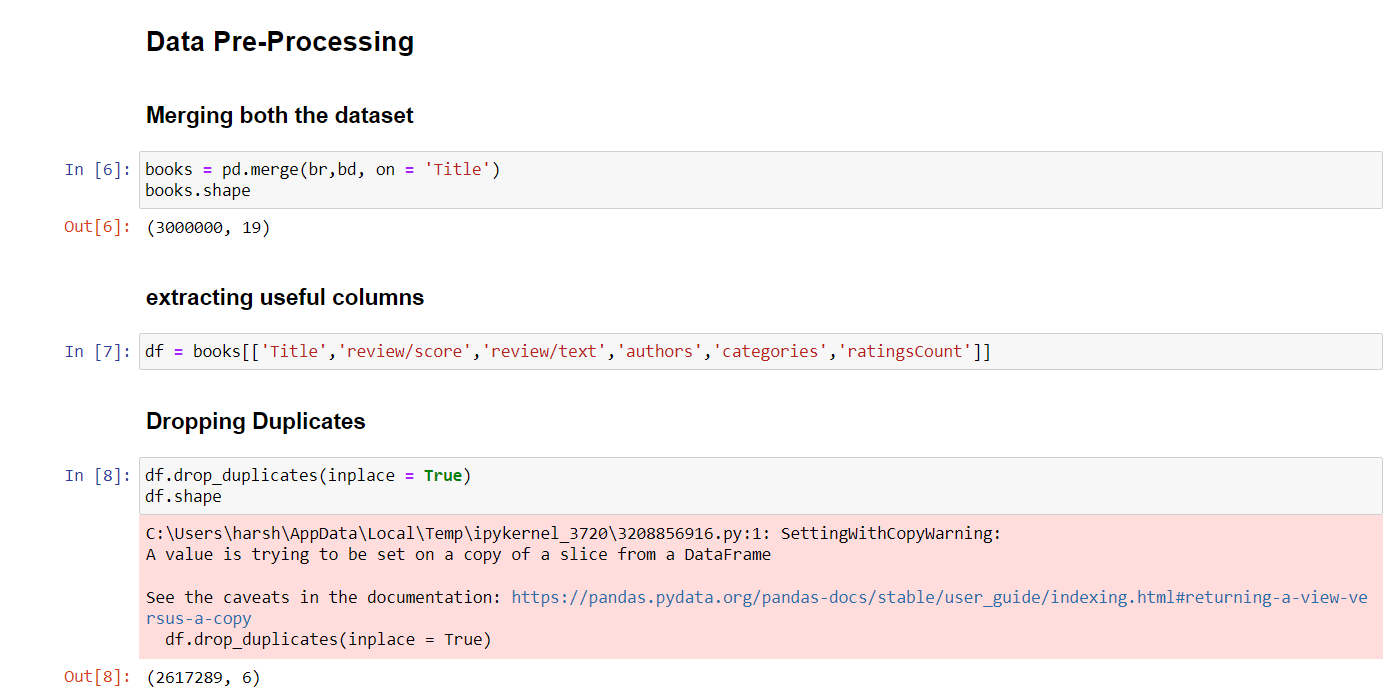 Data Pre-Processing
Merging both the dataset
In [6]: books = pd.merge(br,bd, on = 'Title')
books.shape
Out[6]: (3000000, 19)
extracting useful columns
In [7]: df = books[['Title','review/score','review/text','authors','categories','ratingsCount']]
Dropping Duplicates
In [8]: df.drop_duplicates(inplace = True)
df.shape
C:\Users\harsh\AppData\Local\Temp\ipykernel_3720\3208856916.py:1: SettingWithCopyWarning:
A value is trying to be set on a copy of a slice from a DataFrame
See the caveats in the documentation: https://pandas.pydata.org/pandas-docs/stable/user_guide/indexing.html#returning-a-view-ve
rsus-a-copy
df.drop_duplicates(inplace = True)
Out[8]: (2617289, 6)